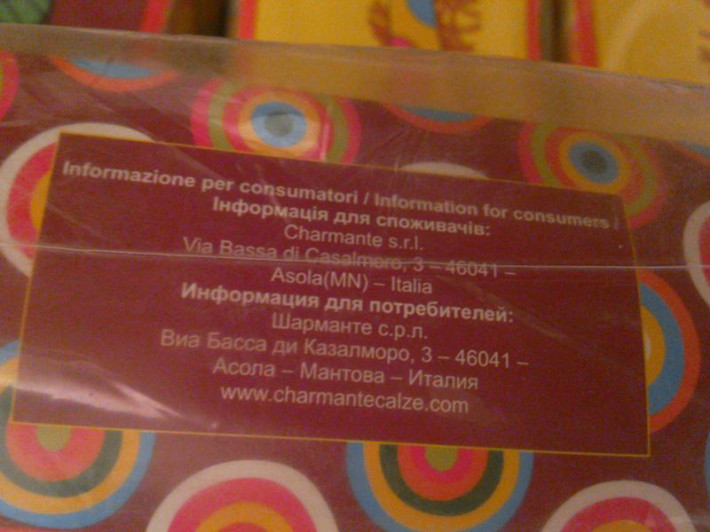 Informazione per consumatori / Information for consumers /
Інформація для споживачів:
Charmante s.r.l.
Via Bassa di Casalmoro, 3 – 46041 –
Asola(MN) – Italia
Информация для потребителей:
Шарманте с.р.л.
Виа Басса ди Казалморо, 3 – 46041 –
Асола – Мантова – Италия
www.charmantecalze.com